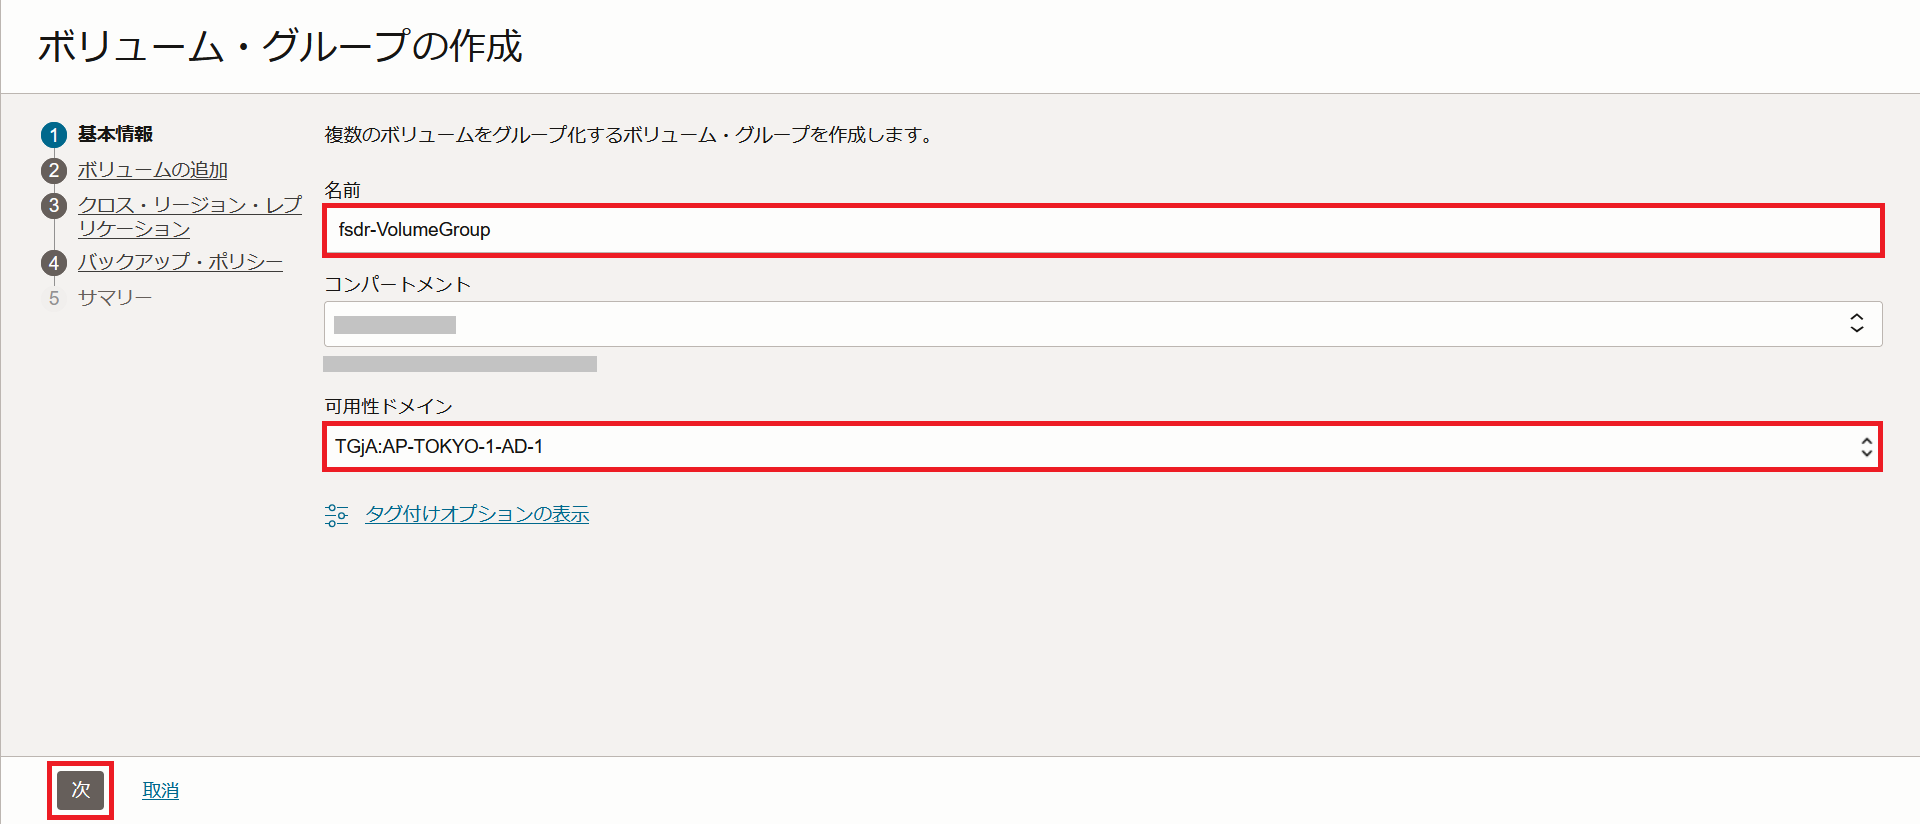 ボリューム・グループの作成
1 基本情報
2 ボリュームの追加
3 クロス・リージョン・レプ
リケーション
4 バックアップ・ポリシー
5 サマリー
複数のボリュームをグループ化するボリューム・グループを作成します。
名前
fsdr-VolumeGroup
コンパートメント
可用性ドメイン
TGjA:AP-TOKYO-1-AD-1
タグ付けオプションの表示
次
取消